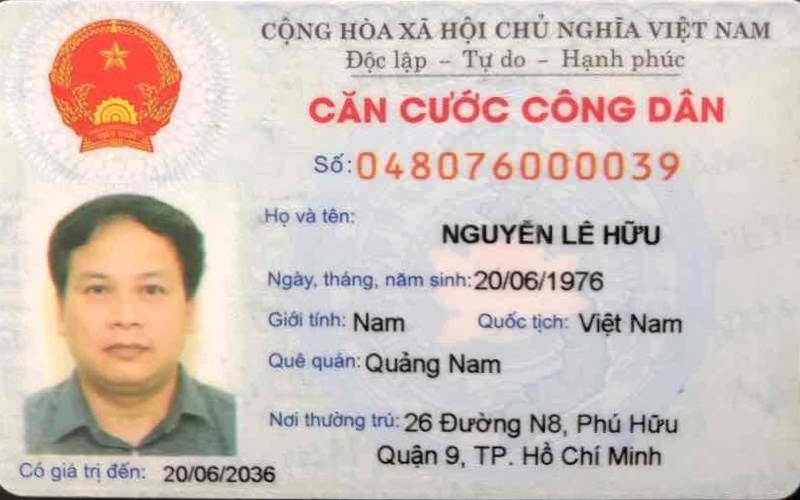 CỘNG HÒA XÃ HỘI CHỦ NGHĨA VIỆT NAM
Độc lập – Tự do – Hạnh phúc
CĂN CƯỚC CÔNG DÂN
Số: 048076000039
Họ và tên:
NGUYỄN LÊ HỮU
Ngày, tháng, năm sinh: 20/06/1976
Giới tính: Nam Quốc tịch: Việt Nam
Quê quán: Quảng Nam
Nơi thường trú: 26 Đường N8, Phú Hữu
Quận 9, TP. Hồ Chí Minh
Có giá trị đến: 20/06/2036